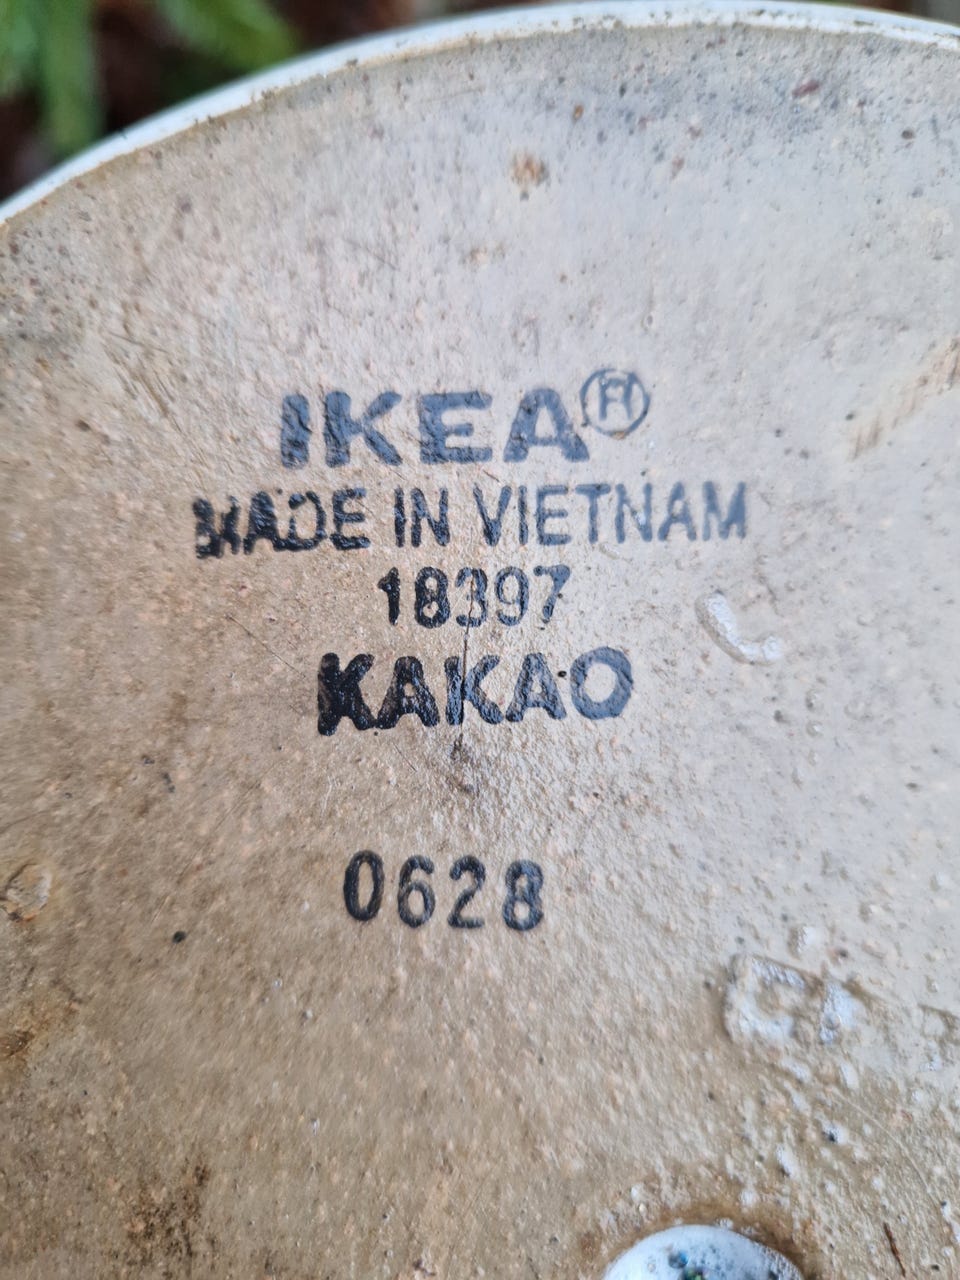 IKEA®
MADE IN VIETNAM
18397
KAKAO
0628